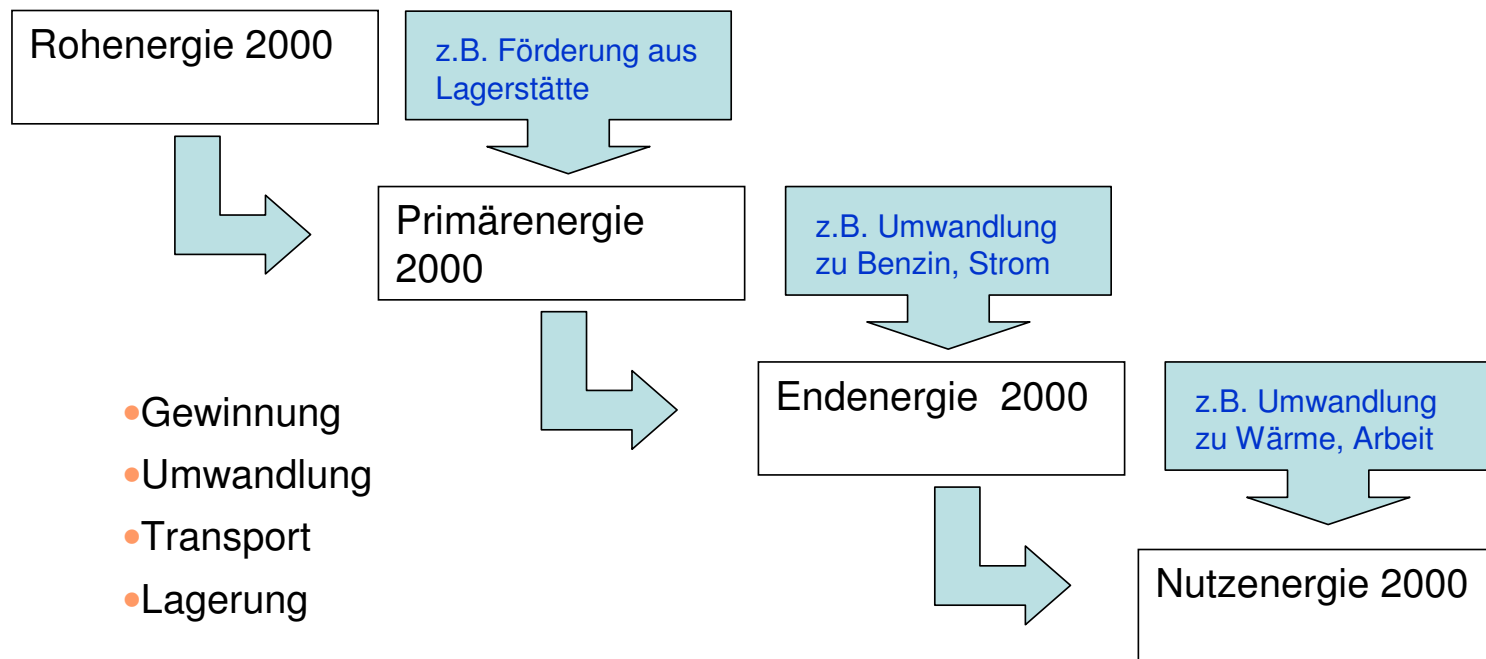 Rohenergie 2000
z.B. Förderung aus
Lagerstätte
Primärenergie
2000
z.B. Umwandlung
zu Benzin, Strom
Endenergie  2000
z.B. Umwandlung
zu Wärme, Arbeit
Nutzenergie 2000
•Gewinnung
•Umwandlung
•Transport
•Lagerung